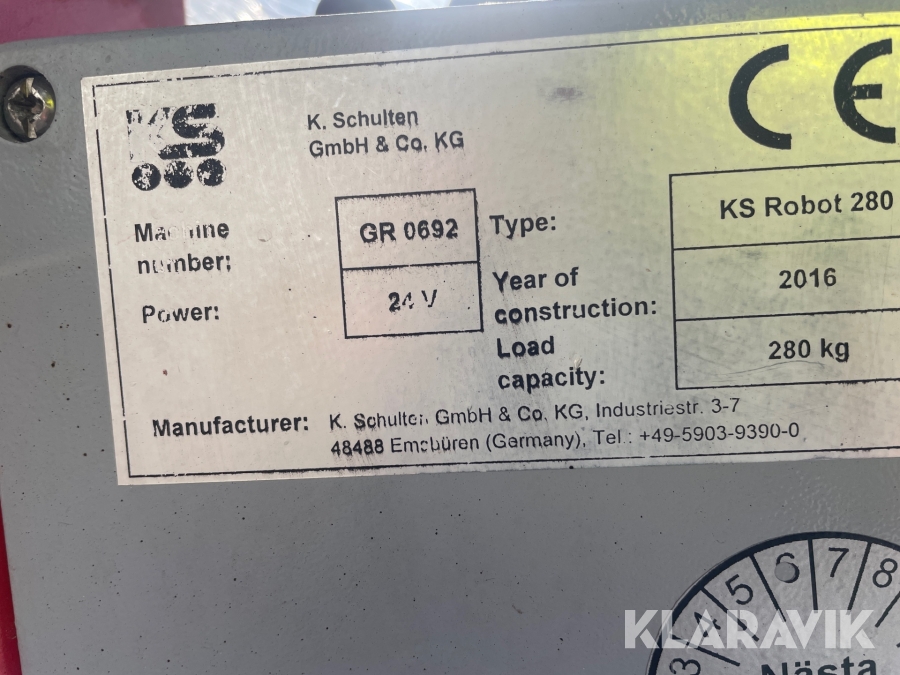 KS
K. Schulten
GmbH & Co. KG
CE
Machine
number:
GR 0692
Type:
KS Robot 280
Power:
24 V
Year of
construction:
2016
Load
capacity:
280 kg
Manufacturer:
K. Schulten GmbH & Co. KG, Industriestr. 3-7
48488 Emsbüren (Germany), Tel.: +49-5903-9390-0
3 4 5 6 7 8
KLARAVIK
Nästa